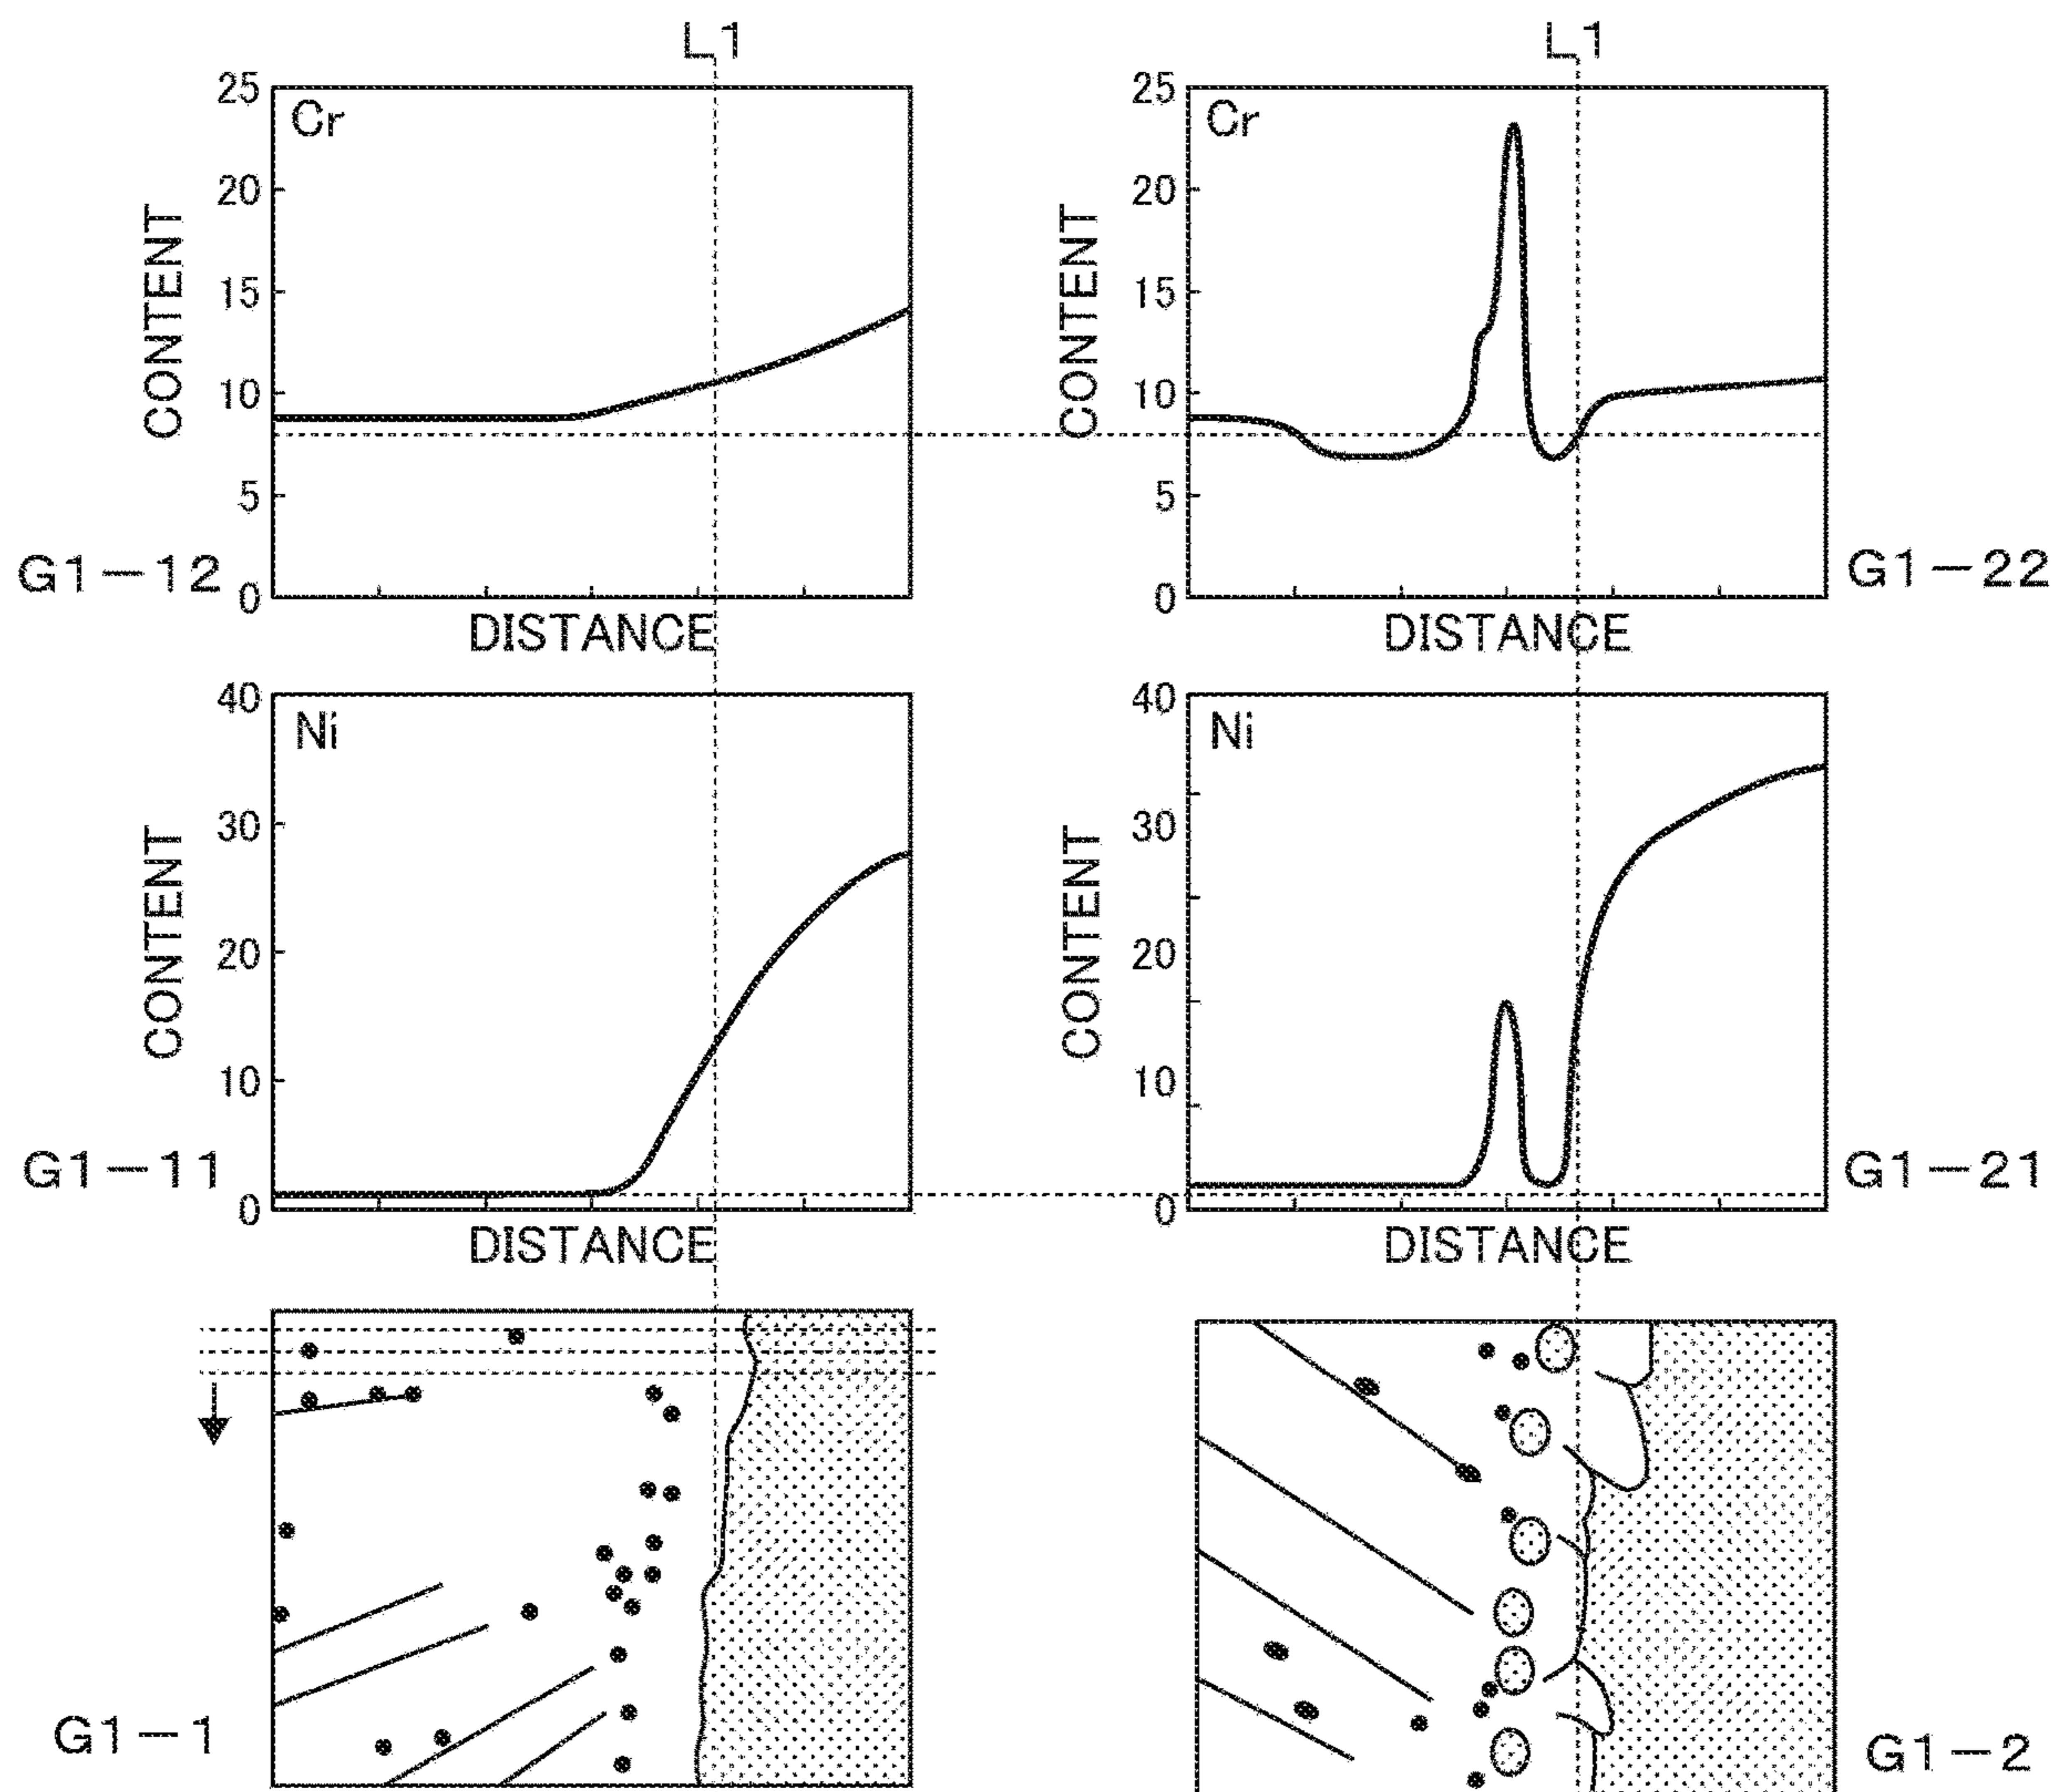 L1
L1
25
Cr
20
15
10
5
0
CONTENT
DISTANCE
G1-12
25
Cr
20
15
10
5
0
CONTENT
DISTANCE
G1-22
40
Ni
30
20
10
0
CONTENT
DISTANCE
G1-11
40
Ni
30
20
10
0
CONTENT
DISTANCE
G1-21
G1-1
G1-2